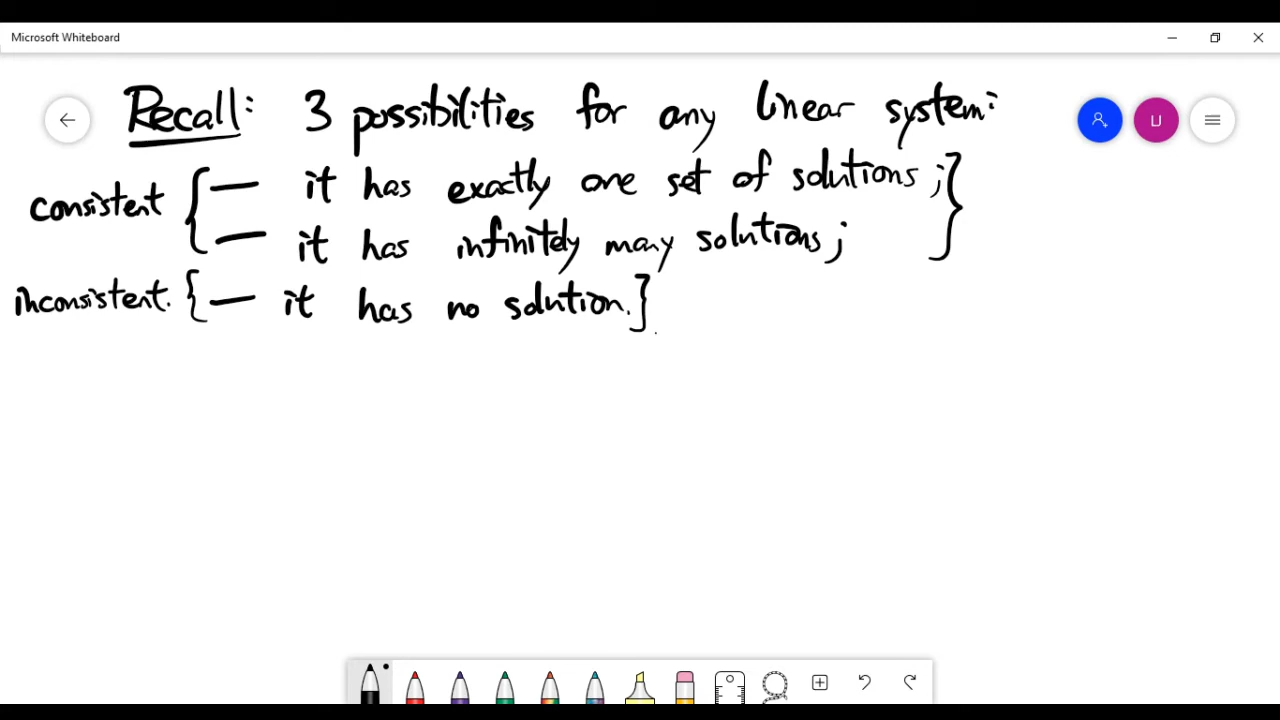 Microsoft Whiteboard
Recall: 3 possibilities for any linear system:
consistent { — it has exactly one set of solutions ; }
— it has infinitely many solutions ;
inconsistent. { — it has no solution. }
LJ